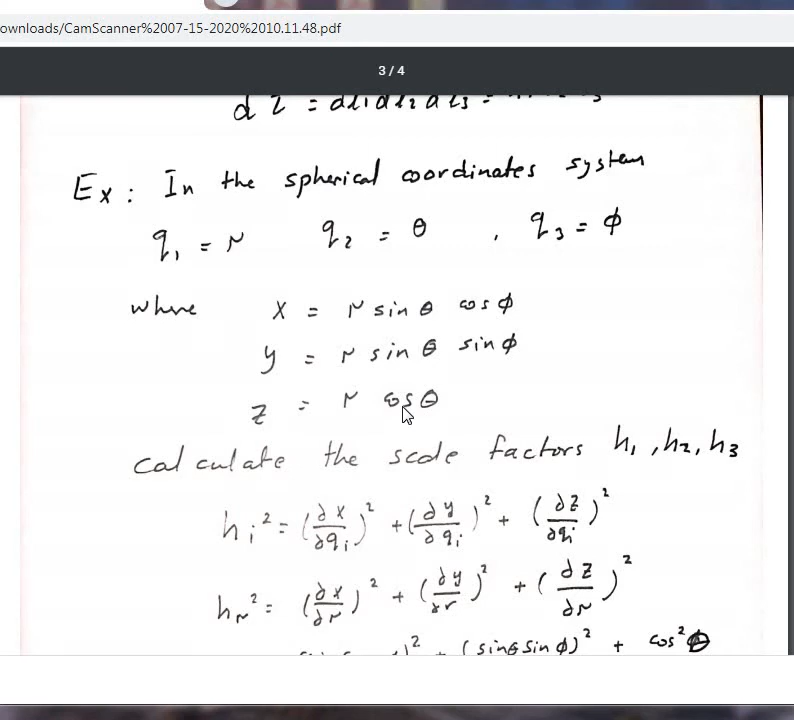 ownloads/CamScanner%2007-15-2020%2010.11.48.pdf
3 / 4
Ex : In the spherical coordinates system
q₁ = r q₂ = θ , q₃ = ϕ
where x = r sin θ cos ϕ
y = r sin θ sin ϕ
z = r cos θ
calculate the scale factors h₁ , h₂ , h₃
hᵢ² = (∂x/∂qᵢ)² + (∂y/∂qᵢ)² + (∂z/∂qᵢ)²
hᵣ² = (∂x/∂r)² + (∂y/∂r)² + (∂z/∂r)²
)² + (sinθ sin ϕ)² + cos²θ